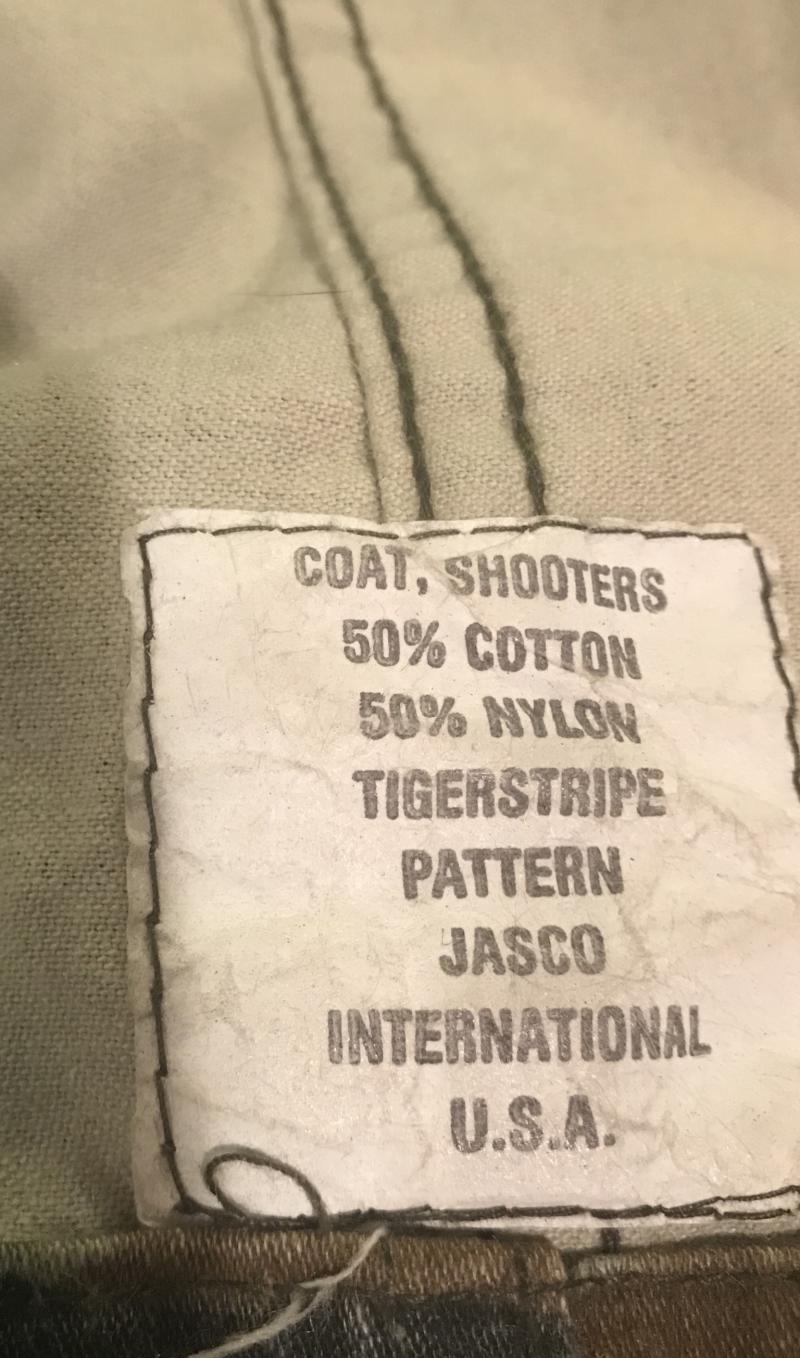 COAT, SHOOTERS
50% COTTON
50% NYLON
TIGERSTRIPE
PATTERN
JASCO
INTERNATIONAL
U.S.A.